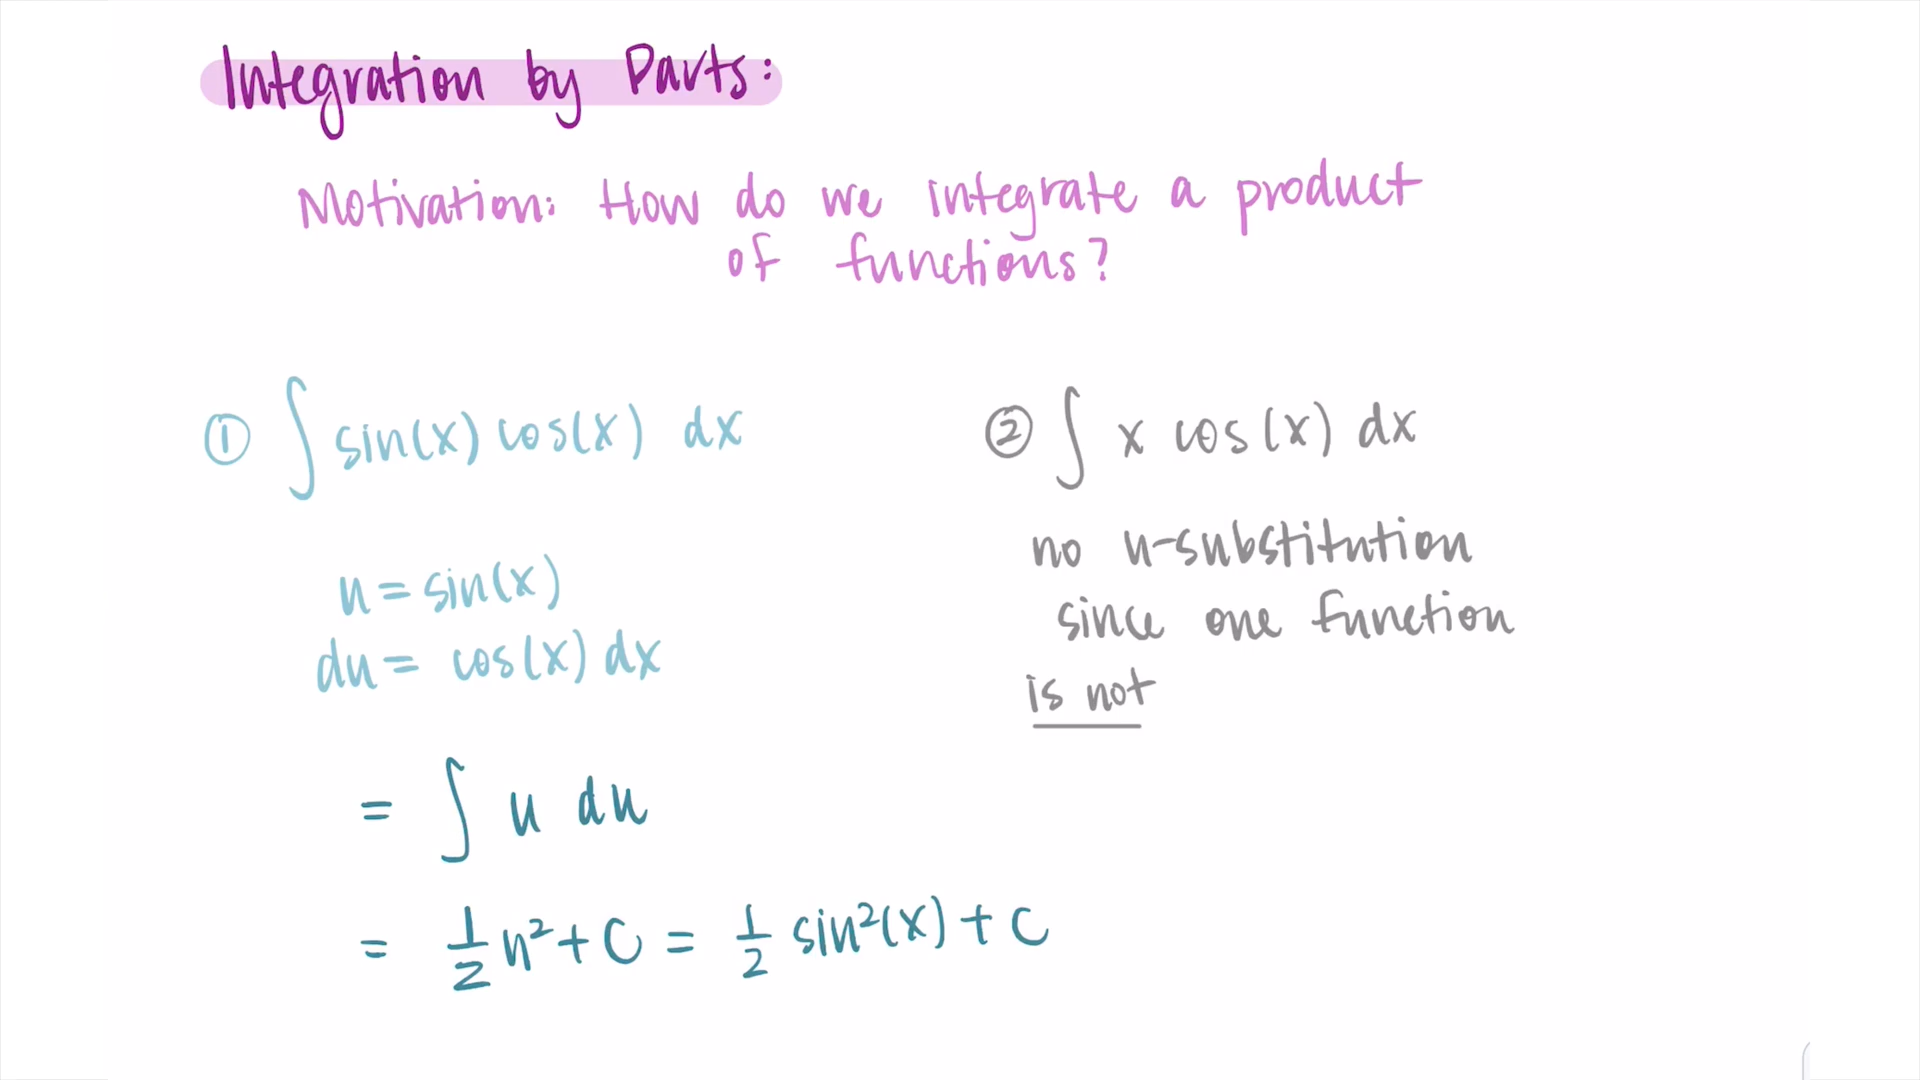 Integration by Parts:
Motivation: How do we integrate a product
of functions?
① ∫ sin(x) cos(x) dx
u = sin(x)
du = cos(x) dx
= ∫ u du
= 1/2 u² + C = 1/2 sin²(x) + C
② ∫ x cos(x) dx
no u-substitution
since one function
is not